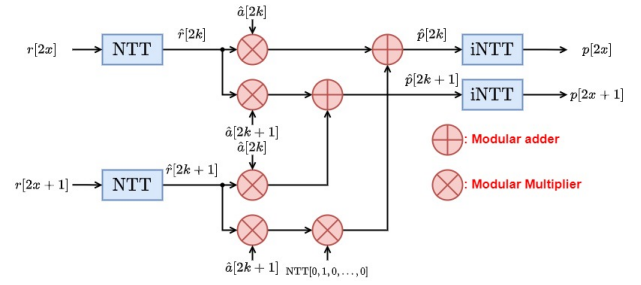 â[2k]
r[2x] NTT r̂[2k] p̂[2k] iNTT p[2x]
p̂[2k+1] iNTT p[2x+1]
â[2k+1]
â[2k]
: Modular adder
r[2x+1] NTT r̂[2k+1]
: Modular Multiplier
â[2k+1] NTT[0,1,0,...,0]